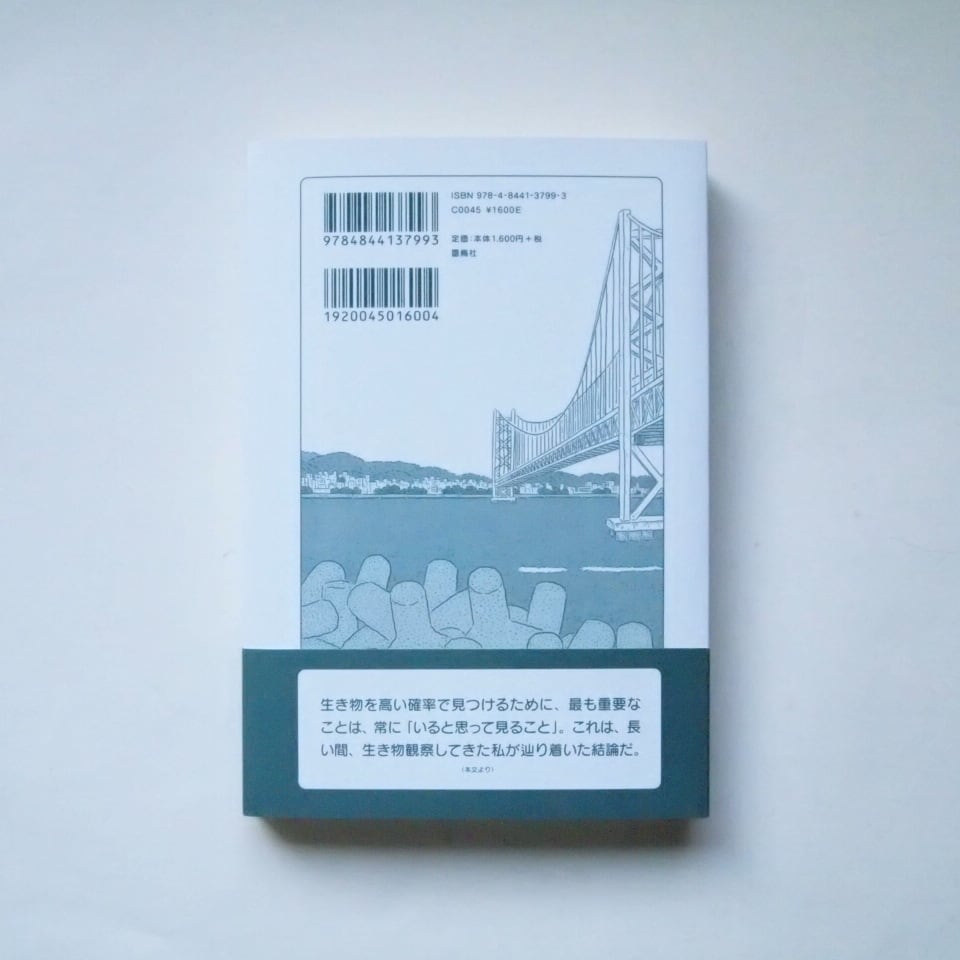 ISBN 978-4-8441-3799-3
C0045 ¥1600E
9784844137993
定価：本体1,600円＋税
雷鳥社
1920045016004
生き物を高い確率で見つけるために、最も重要な
ことは、常に「いると思って見ること」。これは、長
い間、生き物観察してきた私が辿り着いた結論だ。
（本文より）